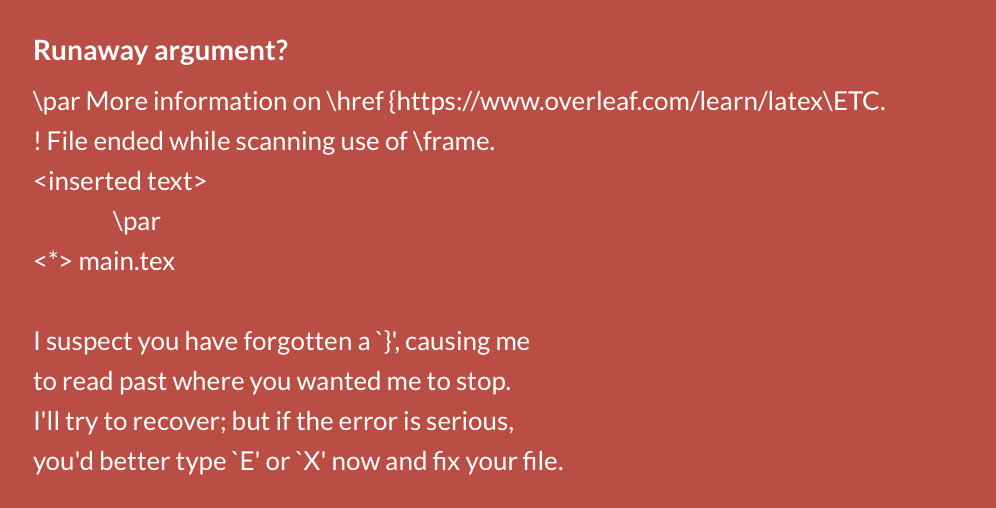 Runaway argument?
\par More information on \href {https://www.overleaf.com/learn/latex\ETC.
! File ended while scanning use of \frame.
<inserted text>
\par
<*> main.tex
I suspect you have forgotten a `}', causing me
to read past where you wanted me to stop.
I'll try to recover; but if the error is serious,
you'd better type `E' or `X' now and fix your file.